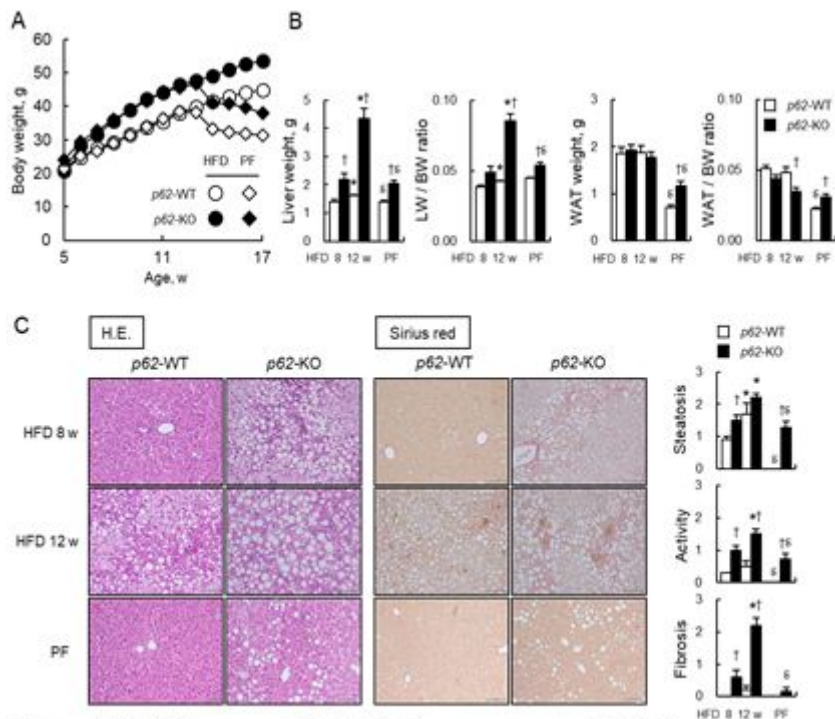 A
60
50
40
30
20
10
0
Body weight, g
HFD PF
p62-WT
p62-KO
5 11 17
Age, w
B
p62-WT
p62-KO
5
4
3
2
1
0
Liver weight, g
† * *† § †§
HFD 8 12 w PF
0.10
0.05
0.00
LW / BW ratio
* *† †§
HFD 8 12 w PF
3
2
1
0
WAT weight, g
§ †§
HFD 8 12 w PF
0.10
0.05
0.00
WAT / BW ratio
† § †
HFD 8 12 w PF
C
H.E. Sirius red
p62-WT p62-KO p62-WT p62-KO
HFD 8 w
HFD 12 w
PF
p62-WT
p62-KO
3
2
1
0
Steatosis
† * * § †§
3
2
1
0
Activity
† *† § †§
3
2
1
0
Fibrosis
† *† §
HFD 8 12 w PF